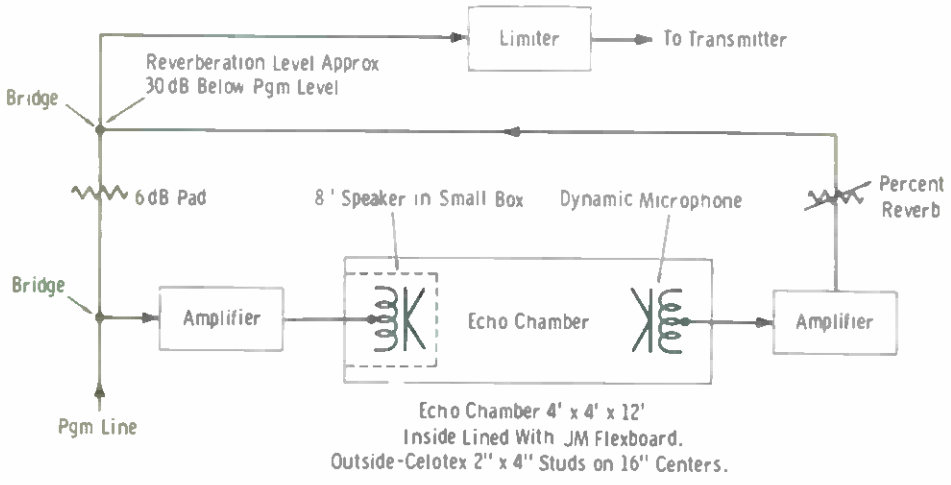 Limiter
To Transmitter
Reverberation Level Approx
30 dB Below Pgm Level
Bridge
6 dB Pad
8' Speaker in Small Box
Dynamic Microphone
Percent
Reverb
Bridge
Amplifier
Echo Chamber
Amplifier
Pgm Line
Echo Chamber 4' x 4' x 12'
Inside Lined With JM Flexboard.
Outside-Celotex 2" x 4" Studs on 16" Centers.